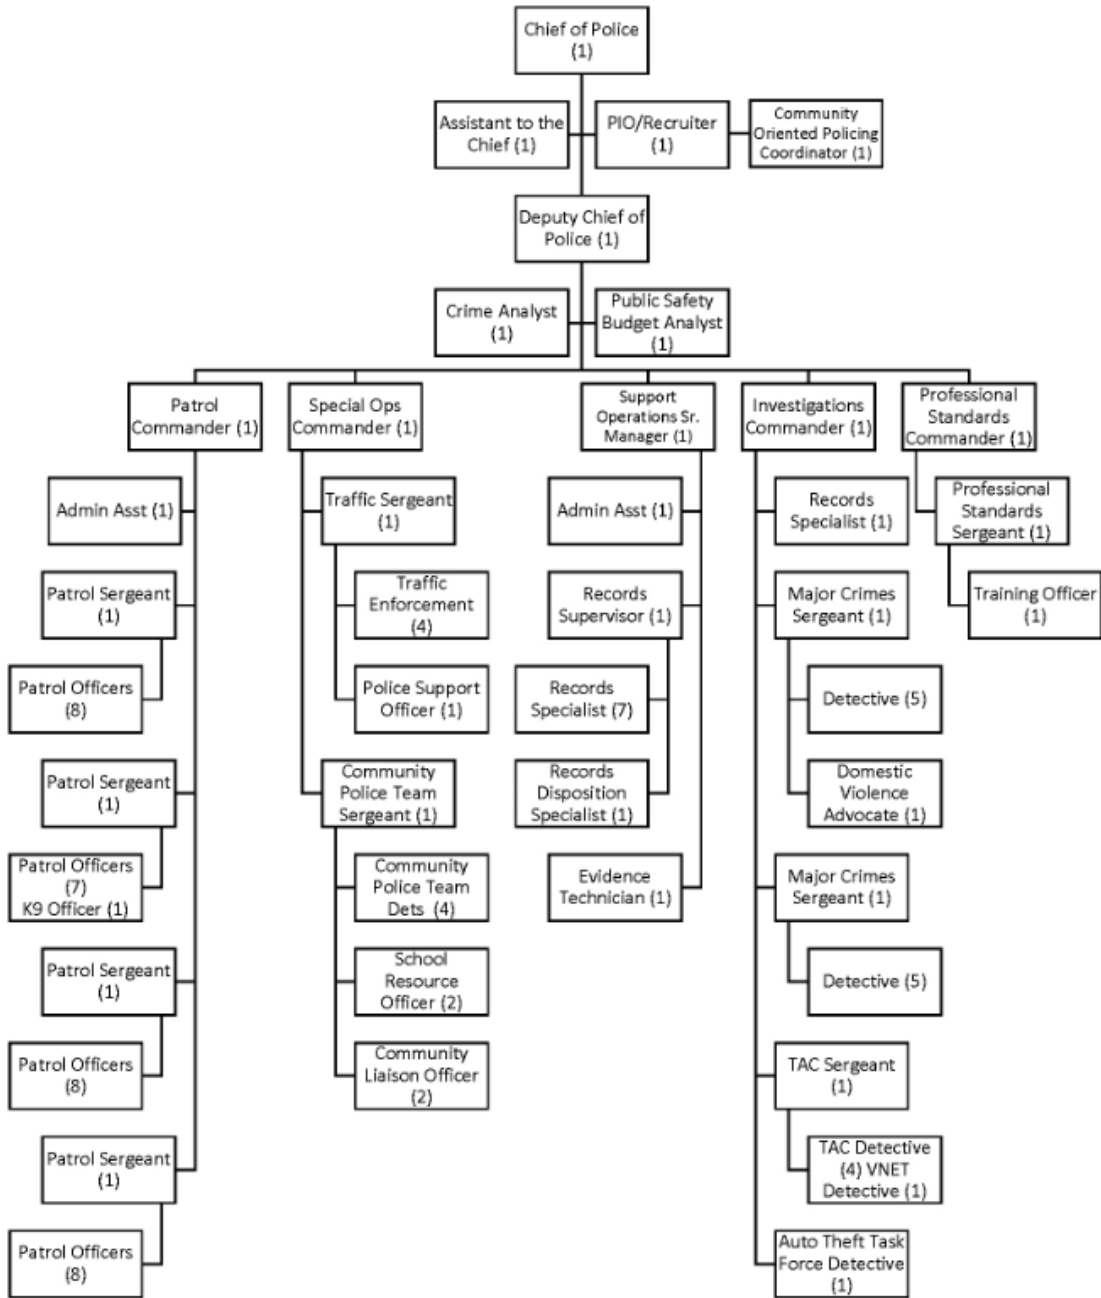 Chief of Police
(1)
Assistant to the
Chief (1)
PIO/Recruiter
(1)
Community
Oriented Policing
Coordinator (1)
Deputy Chief of
Police (1)
Crime Analyst
(1)
Public Safety
Budget Analyst
(1)
Patrol
Commander (1)
Special Ops
Commander (1)
Support
Operations Sr.
Manager (1)
Investigations
Commander (1)
Professional
Standards
Commander (1)
Admin Asst (1)
Patrol Sergeant
(1)
Patrol Officers
(8)
Patrol Sergeant
(1)
Patrol Officers
(7)
K9 Officer (1)
Patrol Sergeant
(1)
Patrol Officers
(8)
Patrol Sergeant
(1)
Patrol Officers
(8)
Traffic Sergeant
(1)
Traffic
Enforcement
(4)
Police Support
Officer (1)
Community
Police Team
Sergeant (1)
Community
Police Team
Dets (4)
School
Resource
Officer (2)
Community
Liaison Officer
(2)
Admin Asst (1)
Records
Supervisor (1)
Records
Specialist (7)
Records
Disposition
Specialist (1)
Evidence
Technician (1)
Records
Specialist (1)
Major Crimes
Sergeant (1)
Detective (5)
Domestic
Violence
Advocate (1)
Major Crimes
Sergeant (1)
Detective (5)
TAC Sergeant
(1)
TAC Detective
(4) VNET
Detective (1)
Auto Theft Task
Force Detective
(1)
Professional
Standards
Sergeant (1)
Training Officer
(1)